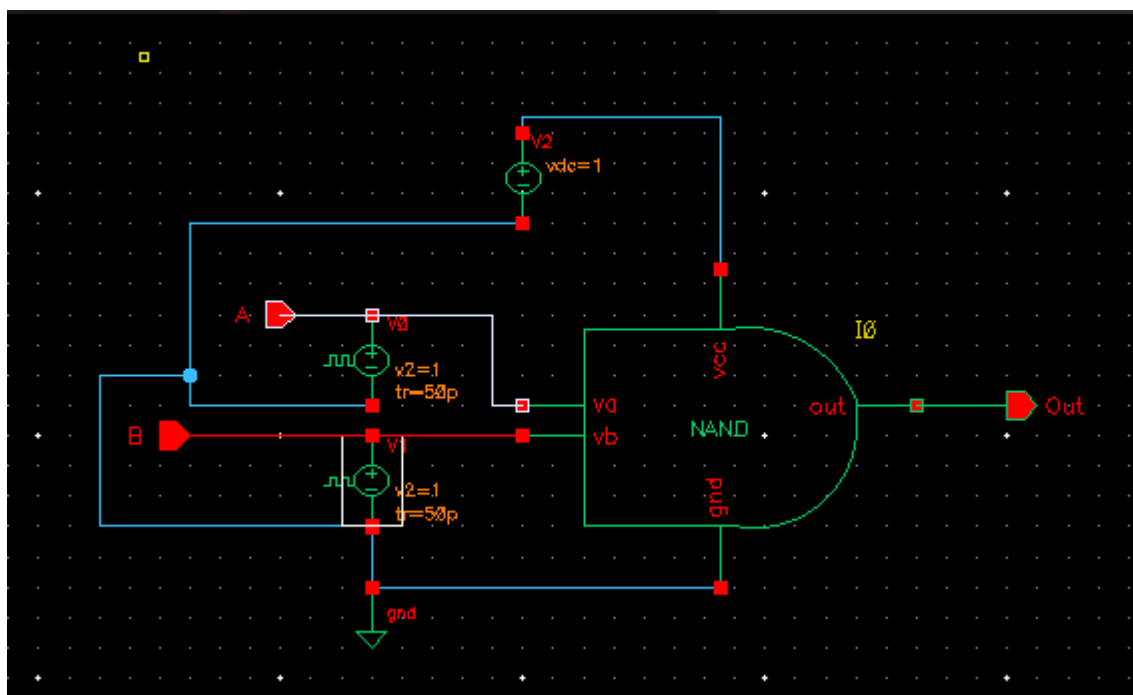 V2
vdc=1
A
V0
v2=1
tr=50p
I0
vcc
va
out
Out
B
V1
vb
NAND
v2=1
tr=50p
gnd
gnd